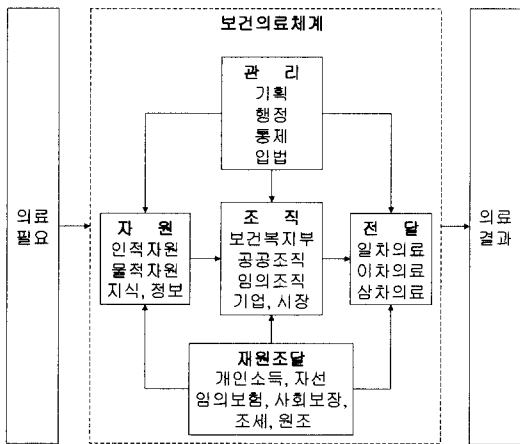 보건의료체계
관 리
기획
행정
통제
입법
의료
필요
자 원
인적자원
물적자원
지식, 정보
조 직
보건복지부
공공조직
임의조직
기업, 시장
전 달
일차의료
이차의료
삼차의료
의료
결과
재원조달
개인소득, 자선
임의보험, 사회보장,
조세, 원조